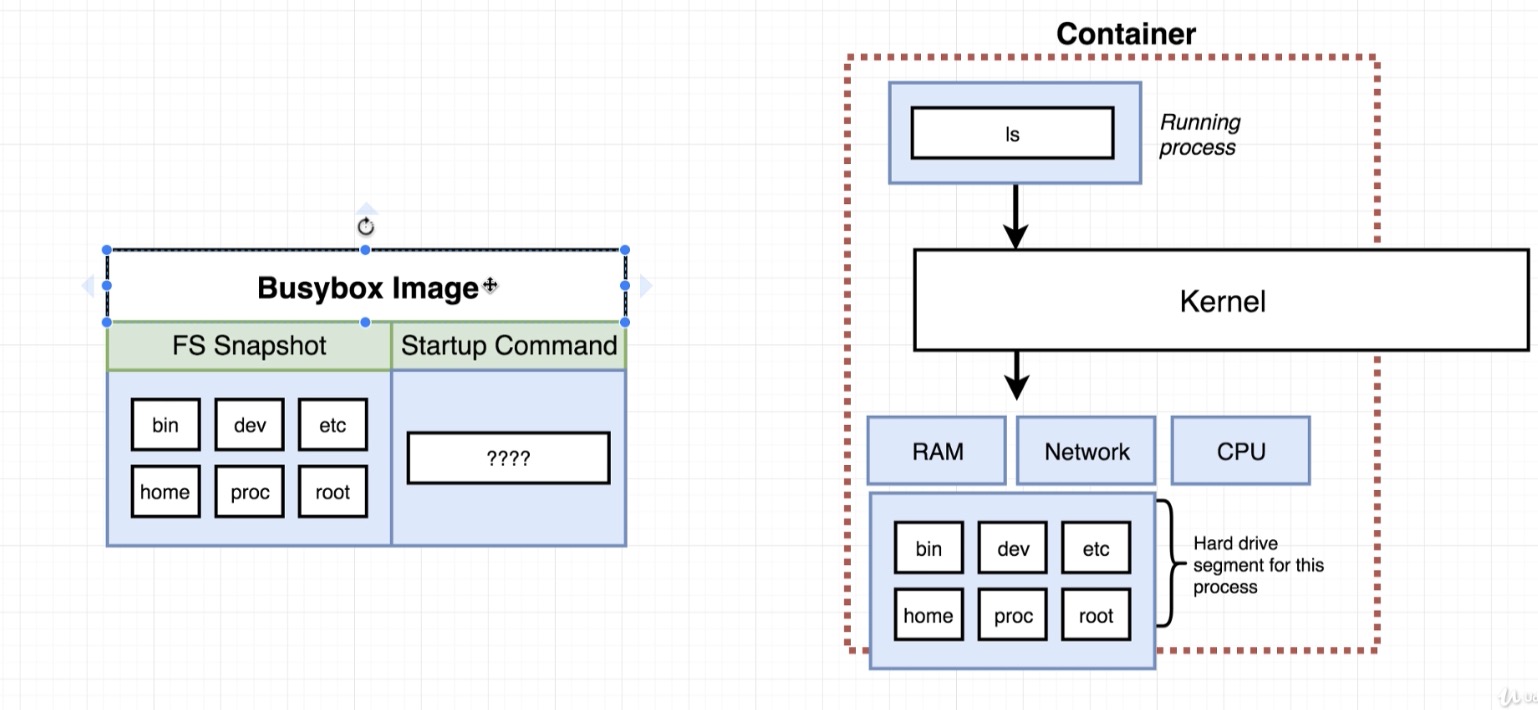 Container
ls
Running
process
Busybox Image
Kernel
FS Snapshot
Startup Command
bin
dev
etc
????
home
proc
root
RAM
Network
CPU
bin
dev
etc
home
proc
root
Hard drive
segment for this
process